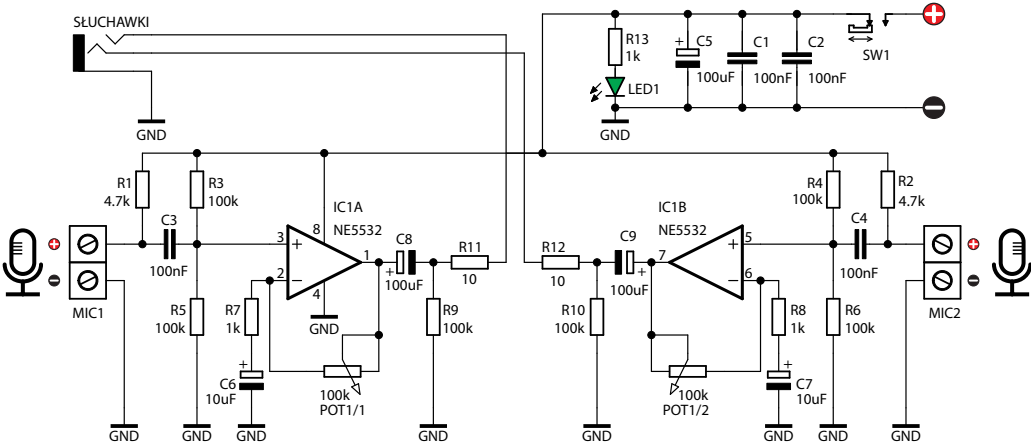 SŁUCHAWKI
GND
R13
1k
LED1
GND
+
C5
100uF
C1
100nF
C2
100nF
SW1
+
−
R1
4.7k
R3
100k
C3
100nF
+
−
MIC1
R5
100k
GND
GND
IC1A
NE5532
8
3
+
2
−
1
4
GND
R7
1k
+
C6
10uF
GND
100k
POT1/1
C8
+
100uF
R11
10
R9
100k
GND
R12
10
R10
100k
GND
C9
+
100uF
IC1B
NE5532
7
+
5
−
6
100k
POT1/2
R8
1k
+
C7
10uF
GND
R4
100k
R2
4.7k
C4
100nF
R6
100k
GND
GND
+
−
MIC2